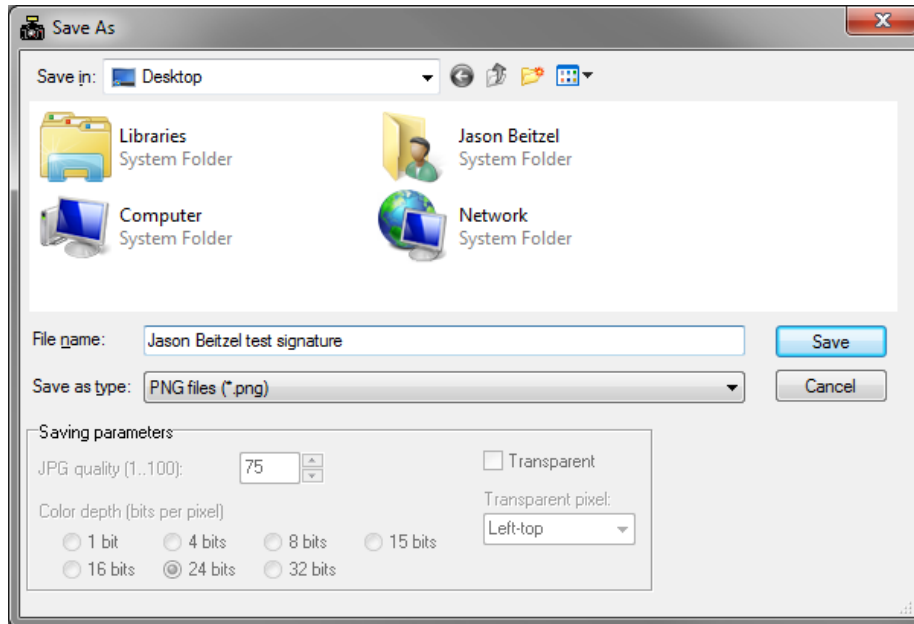 Save As
Save in: Desktop
Libraries
System Folder
Jason Beitzel
System Folder
Computer
System Folder
Network
System Folder
File name: Jason Beitzel test signature Save
Save as type: PNG files (*.png) Cancel
Saving parameters
JPG quality (1..100): 75 Transparent
Transparent pixel:
Color depth (bits per pixel) Left-top
1 bit 4 bits 8 bits 15 bits
16 bits 24 bits 32 bits